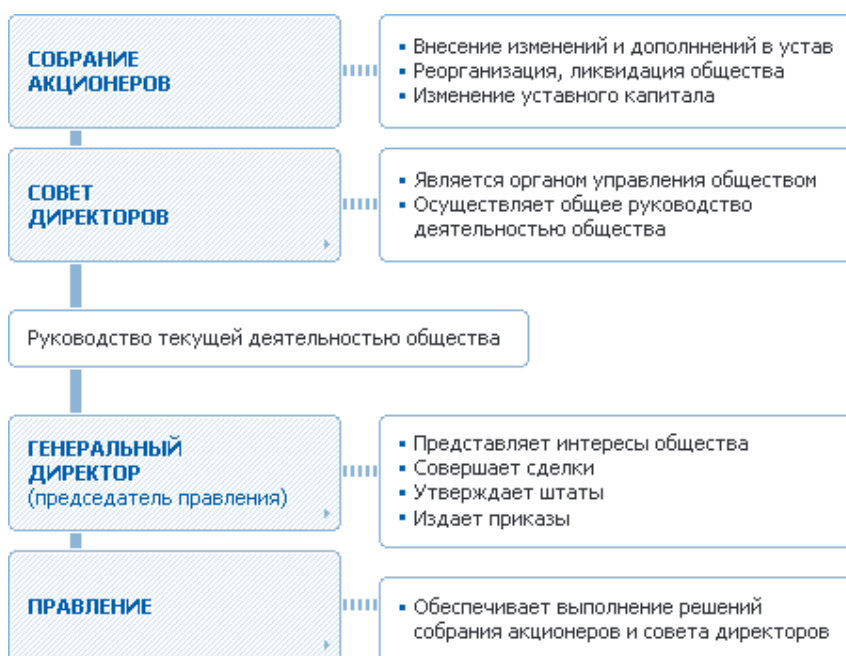 СОБРАНИЕ
АКЦИОНЕРОВ
▪ Внесение изменений и дополннений в устав
▪ Реорганизация, ликвидация общества
▪ Изменение уставного капитала
СОВЕТ
ДИРЕКТОРОВ
▪ Является органом управления обществом
▪ Осуществляет общее руководство
деятельностью общества
Руководство текущей деятельностью общества
ГЕНЕРАЛЬНЫЙ
ДИРЕКТОР
(председатель правления)
▪ Представляет интересы общества
▪ Совершает сделки
▪ Утверждает штаты
▪ Издает приказы
ПРАВЛЕНИЕ
▪ Обеспечивает выполнение решений
собрания акционеров и совета директоров